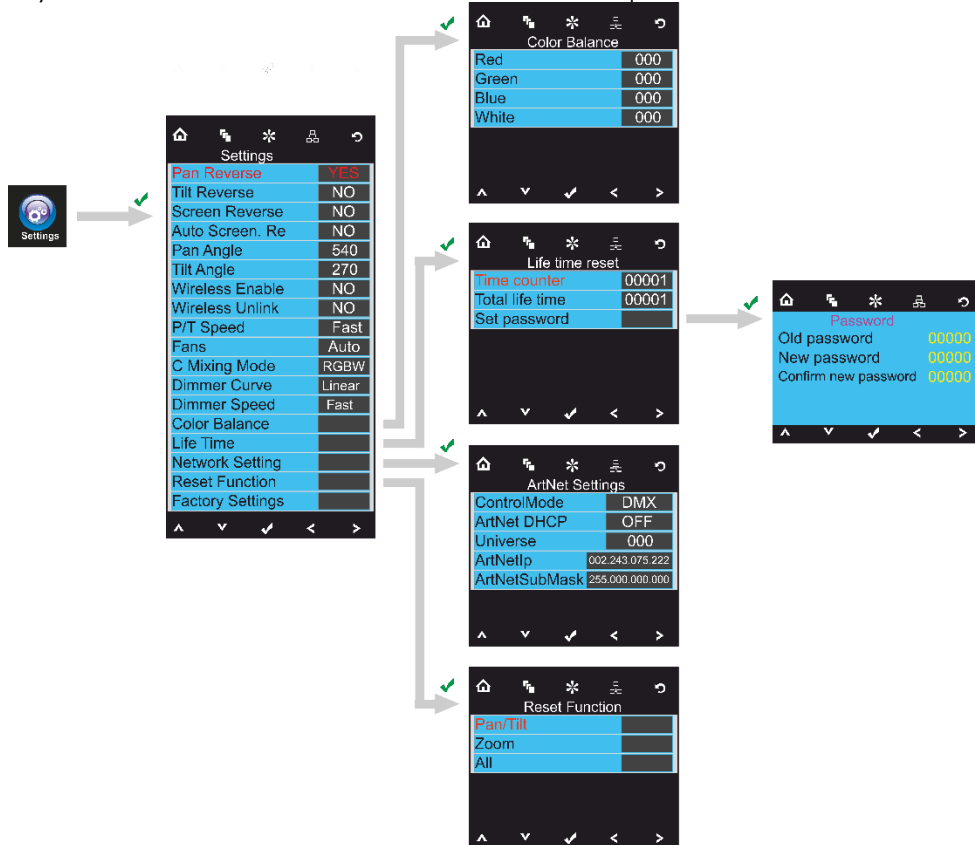 Settings
Settings
Pan Reverse YES
Tilt Reverse NO
Screen Reverse NO
Auto Screen. Re NO
Pan Angle 540
Tilt Angle 270
Wireless Enable NO
Wireless Unlink NO
P/T Speed Fast
Fans Auto
C Mixing Mode RGBW
Dimmer Curve Linear
Dimmer Speed Fast
Color Balance
Life Time
Network Setting
Reset Function
Factory Settings
Color Balance
Red 000
Green 000
Blue 000
White 000
Life time reset
Time counter 00001
Total life time 00001
Set password
Password
Old password 00000
New password 00000
Confirm new password 00000
ArtNet Settings
ControlMode DMX
ArtNet DHCP OFF
Universe 000
ArtNetIp 002.243.075.222
ArtNetSubMask 255.000.000.000
Reset Function
Pan/Tilt
Zoom
All